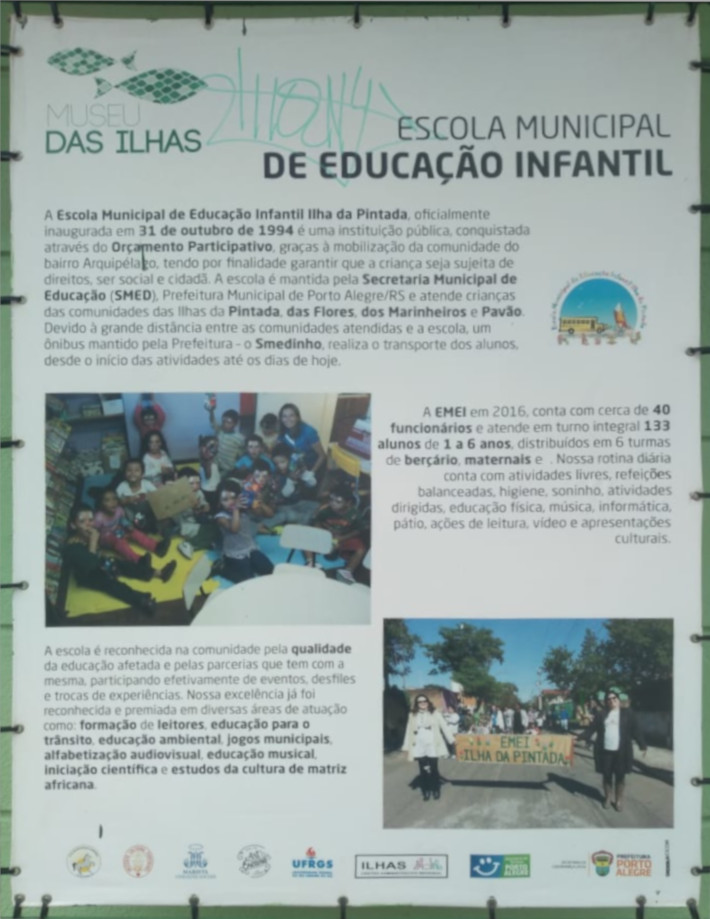 MUSEU
DAS ILHAS
ESCOLA MUNICIPAL
DE EDUCAÇÃO INFANTIL
A Escola Municipal de Educação Infantil Ilha da Pintada, oficialmente
inaugurada em 31 de outubro de 1994 é uma instituição pública, conquistada
através do Orçamento Participativo, graças à mobilização da comunidade do
bairro Arquipélago, tendo por finalidade garantir que a criança seja sujeita de
direitos, ser social e cidadã. A escola é mantida pela Secretaria Municipal de
Educação (SMED), Prefeitura Municipal de Porto Alegre/RS e atende crianças
das comunidades das Ilhas da Pintada, das Flores, dos Marinheiros e Pavão.
Devido à grande distância entre as comunidades atendidas e a escola, um
ônibus mantido pela Prefeitura - o Smedinho, realiza o transporte dos alunos,
desde o início das atividades até os dias de hoje.
A EMEI em 2016, conta com cerca de 40
funcionários e atende em turno integral 133
alunos de 1 a 6 anos, distribuídos em 6 turmas
de berçário, maternais e . Nossa rotina diária
conta com atividades livres, refeições
balanceadas, higiene, soninho, atividades
dirigidas, educação física, música, informática,
pátio, ações de leitura, vídeo e apresentações
culturais.
A escola é reconhecida na comunidade pela qualidade
da educação afetada e pelas parcerias que tem com a
mesma, participando efetivamente de eventos, desfiles
e trocas de experiências. Nossa excelência já foi
reconhecida e premiada em diversas áreas de atuação
como: formação de leitores, educação para o
trânsito, educação ambiental, jogos municipais,
alfabetização audiovisual, educação musical,
iniciação científica e estudos da cultura de matriz
africana.
EMEI
ILHA DA PINTADA
UFRGS
ILHAS
PORTO ALEGRE
PREFEITURA
PORTO ALEGRE